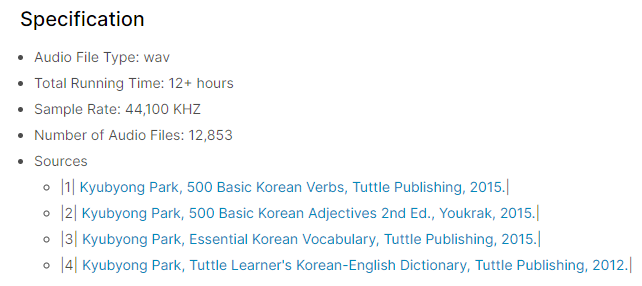 Specification
Audio File Type: wav
Total Running Time: 12+ hours
Sample Rate: 44,100 KHZ
Number of Audio Files: 12,853
Sources
|1| Kyubyong Park, 500 Basic Korean Verbs, Tuttle Publishing, 2015.|
|2| Kyubyong Park, 500 Basic Korean Adjectives 2nd Ed., Youkrak, 2015.|
|3| Kyubyong Park, Essential Korean Vocabulary, Tuttle Publishing, 2015.|
|4| Kyubyong Park, Tuttle Learner's Korean-English Dictionary, Tuttle Publishing, 2012.|